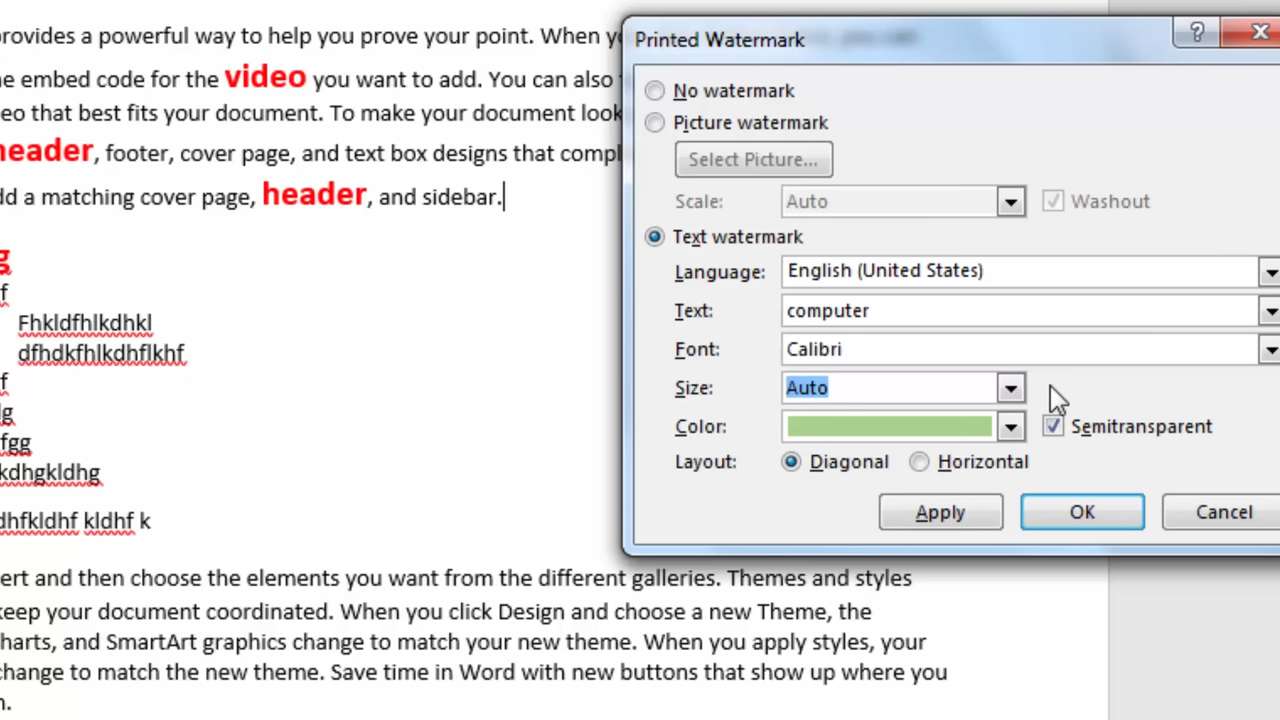 provides a powerful way to help you prove your point. When
the embed code for the video you want to add. You can also
eo that best fits your document. To make your document look
header, footer, cover page, and text box designs that compl
dd a matching cover page, header, and sidebar.
g
f
Fhkldfhlkdhkl
dfhdkfhlkdhflkhf
f
lg
fgg
kdhgkldhg
dhfkldhf kldhf k
ert and then choose the elements you want from the different galleries. Themes and styles
keep your document coordinated. When you click Design and choose a new Theme, the
charts, and SmartArt graphics change to match your new theme. When you apply styles, your
change to match the new theme. Save time in Word with new buttons that show up where you
n.
Printed Watermark
?
No watermark
Picture watermark
Select Picture...
Scale: Auto Washout
Text watermark
Language: English (United States)
Text: computer
Font: Calibri
Size: Auto
Color: Semitransparent
Layout: Diagonal Horizontal
Apply OK Cancel